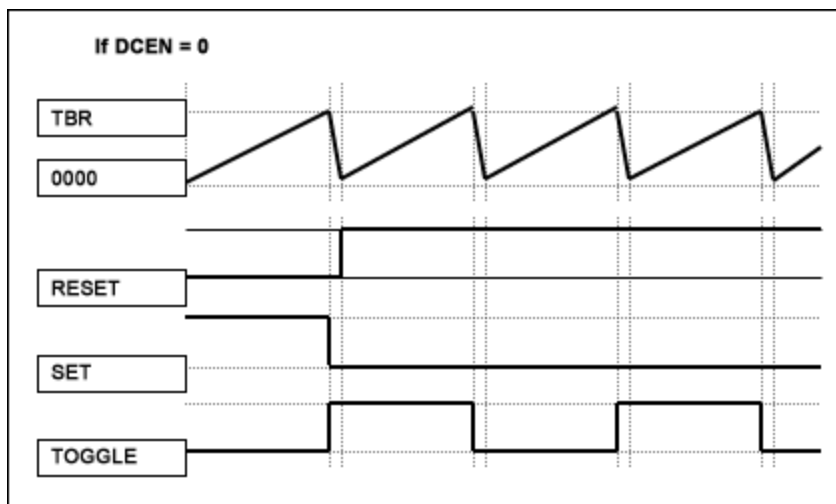 If DCEN = 0
TBR
0000
RESET
SET
TOGGLE